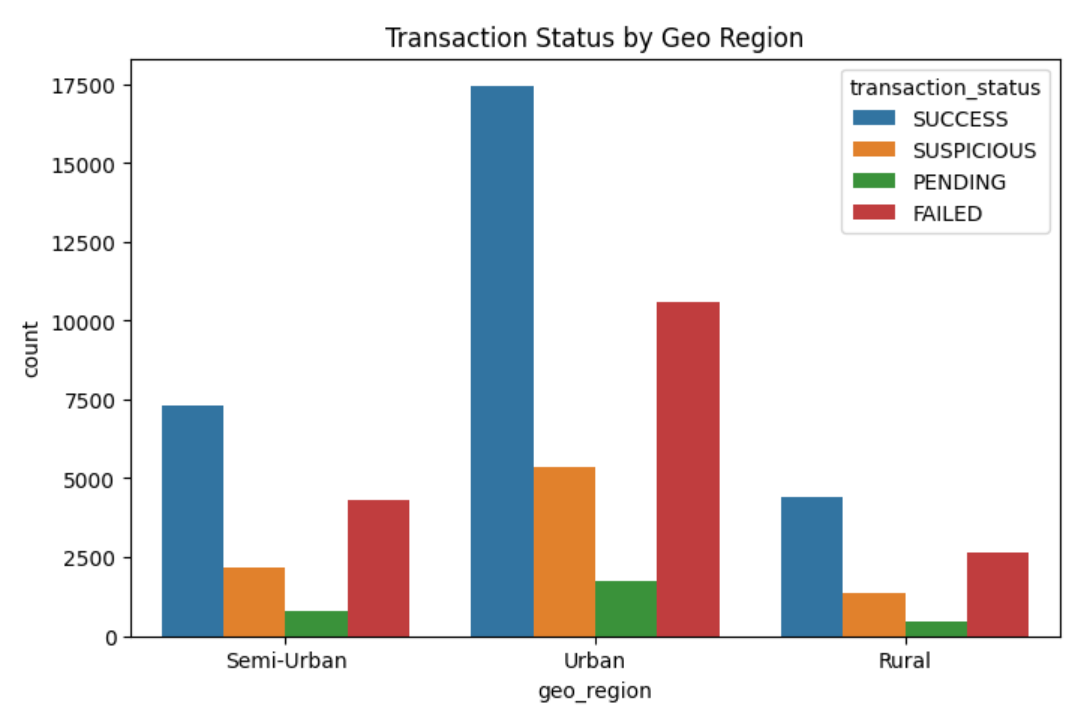 Transaction Status by Geo Region
transaction_status
SUCCESS
SUSPICIOUS
PENDING
FAILED
17500
15000
12500
10000
7500
5000
2500
0
count
Semi-Urban
Urban
Rural
geo_region